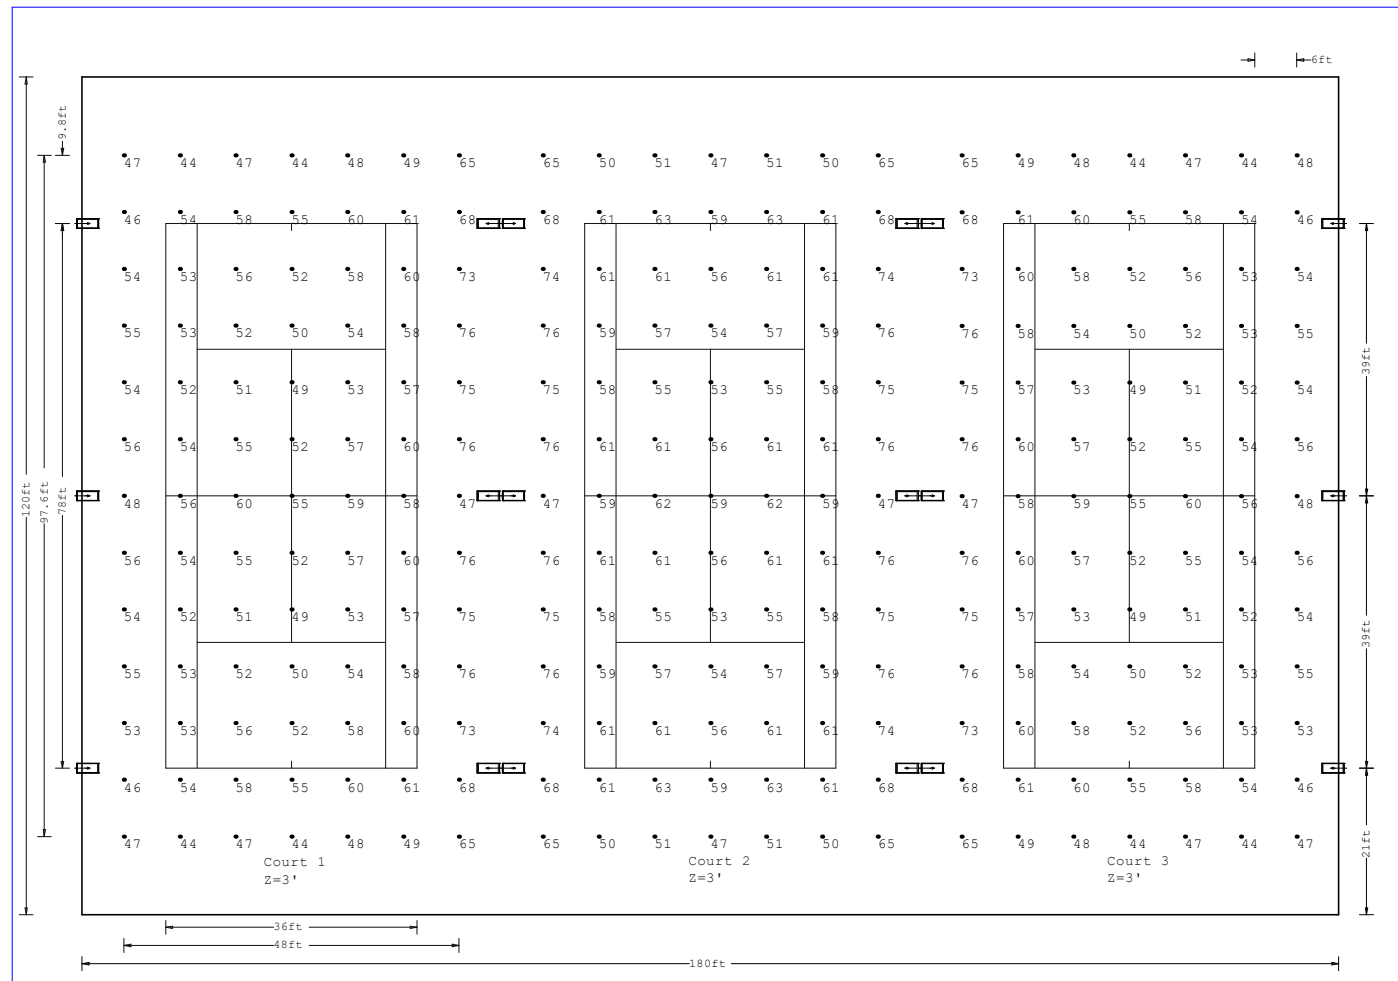 6ft
9.8ft
47 44 47 44 48 49 65 65 50 51 47 51 50 65 65 49 48 44 47 44 48
46 54 58 55 60 61 68 68 61 63 59 63 61 68 68 61 60 55 58 54 46
54 53 56 52 58 60 73 74 61 61 56 61 61 74 73 60 58 52 56 53 54
55 53 52 50 54 58 76 76 59 57 54 57 59 76 76 58 54 50 52 53 55
39ft
54 52 51 49 53 57 75 75 58 55 53 55 58 75 75 57 53 49 51 52 54
56 54 55 52 57 60 76 76 61 61 56 61 61 76 76 60 57 52 55 54 56
120ft
97.6ft
78ft
48 56 60 55 59 58 47 47 59 62 59 62 59 47 47 58 59 55 60 56 48
56 54 55 52 57 60 76 76 61 61 56 61 61 76 76 60 57 52 55 54 56
54 52 51 49 53 57 75 75 58 55 53 55 58 75 75 57 53 49 51 52 54
39ft
55 53 52 50 54 58 76 76 59 57 54 57 59 76 76 58 54 50 52 53 55
53 53 56 52 58 60 73 74 61 61 56 61 61 74 73 60 58 52 56 53 53
46 54 58 55 60 61 68 68 61 63 59 63 61 68 68 61 60 55 58 54 46
47 44 47 44 48 49 65 65 50 51 47 51 50 65 65 49 48 44 47 44 47
21ft
Court 1
Z=3'
Court 2
Z=3'
Court 3
Z=3'
36ft
48ft
180ft